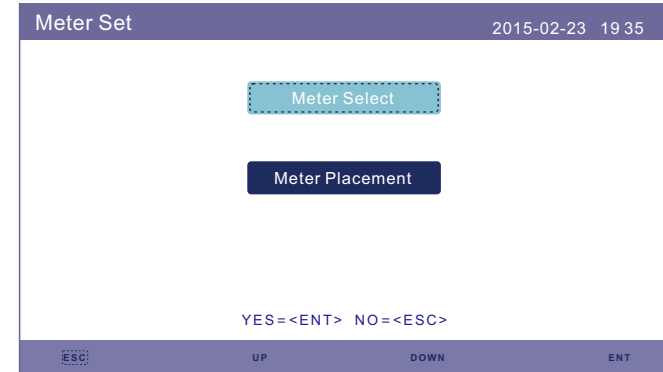 Meter Set 2015-02-23 19 35
Meter Select
Meter Placement
YES=<ENT> NO=<ESC>
ESC UP DOWN ENT